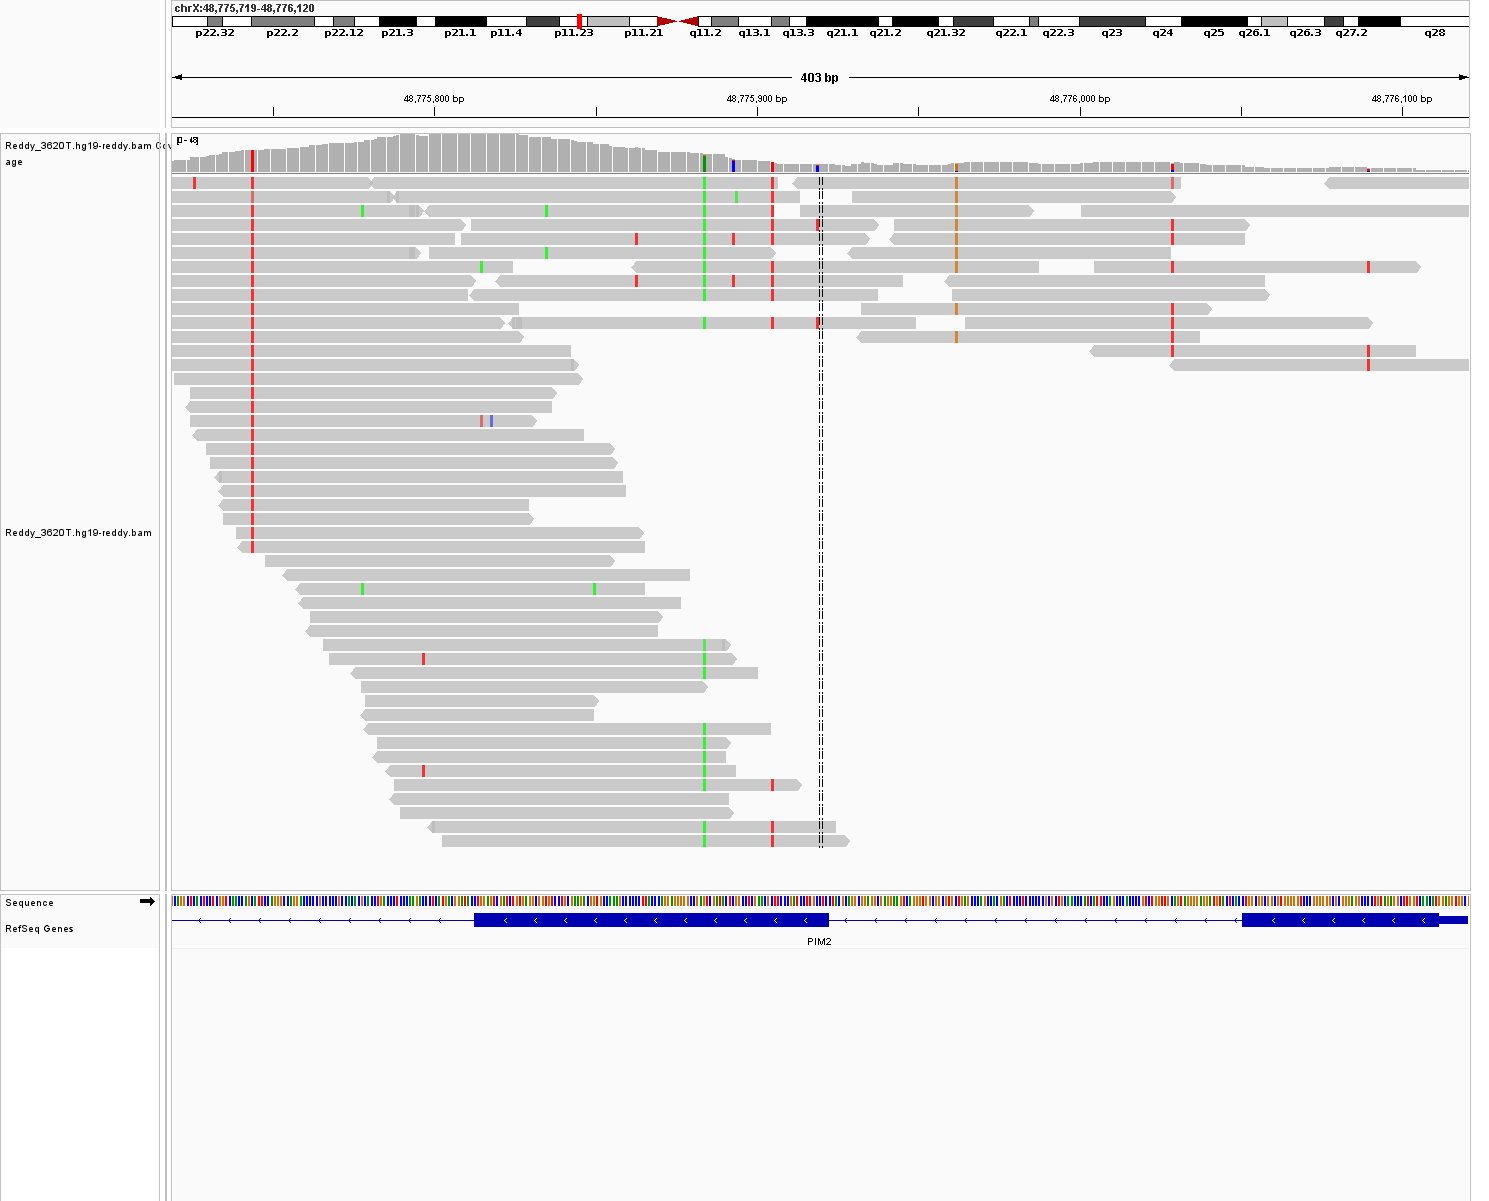 chrX:48,775,719-48,776,120
p22.32 p22.2 p22.12 p21.3 p21.1 p11.4 p11.23 p11.21 q11.2 q13.1 q13.3 q21.1 q21.2 q21.32 q22.1 q22.3 q23 q24 q25 q26.1 q26.3 q27.2 q28
403 bp
48,775,800 bp 48,775,900 bp 48,776,000 bp 48,776,100 bp
Reddy_3620T.hg19-reddy.bam Cov
age
Reddy_3620T.hg19-reddy.bam
Sequence
RefSeq Genes
PIM2